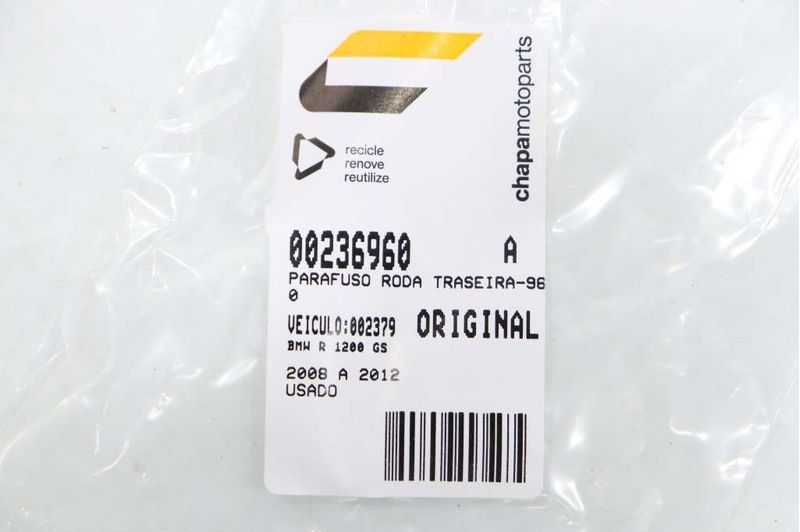 chapamotoparts
recicle
renove
reutilize
00236960 A
PARAFUSO RODA TRASEIRA-96
0
VEICULO:002379 ORIGINAL
BMW R 1200 GS
2008 A 2012
USADO